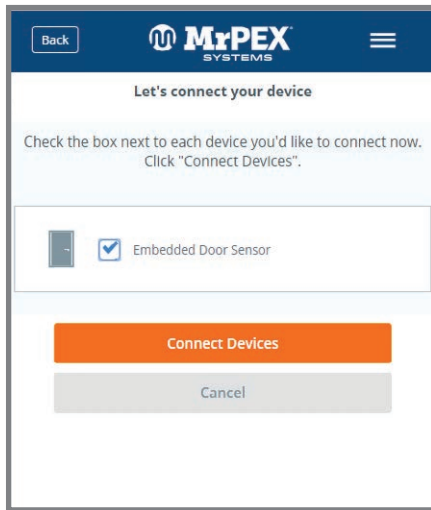 Back
MrPEX
SYSTEMS
Let's connect your device
Check the box next to each device you'd like to connect now.
Click "Connect Devices".
Embedded Door Sensor
Connect Devices
Cancel